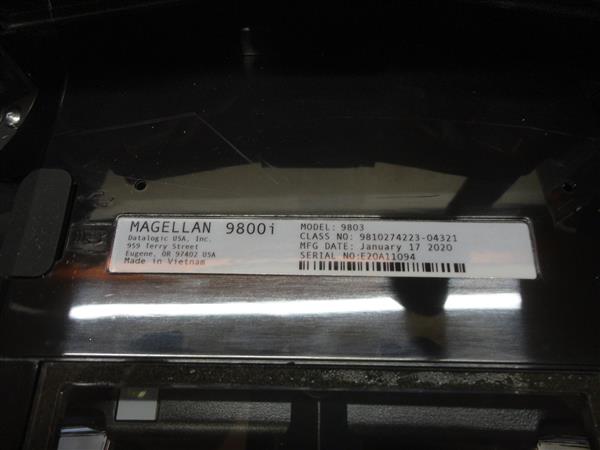 MAGELLAN 9800i
Datalogic USA, Inc.
959 Terry Street
Eugene, OR 97402 USA
Made in Vietnam
MODEL: 9803
CLASS NO: 9810274223-04321
MFG DATE: January 17 2020
SERIAL NO:E20A11094